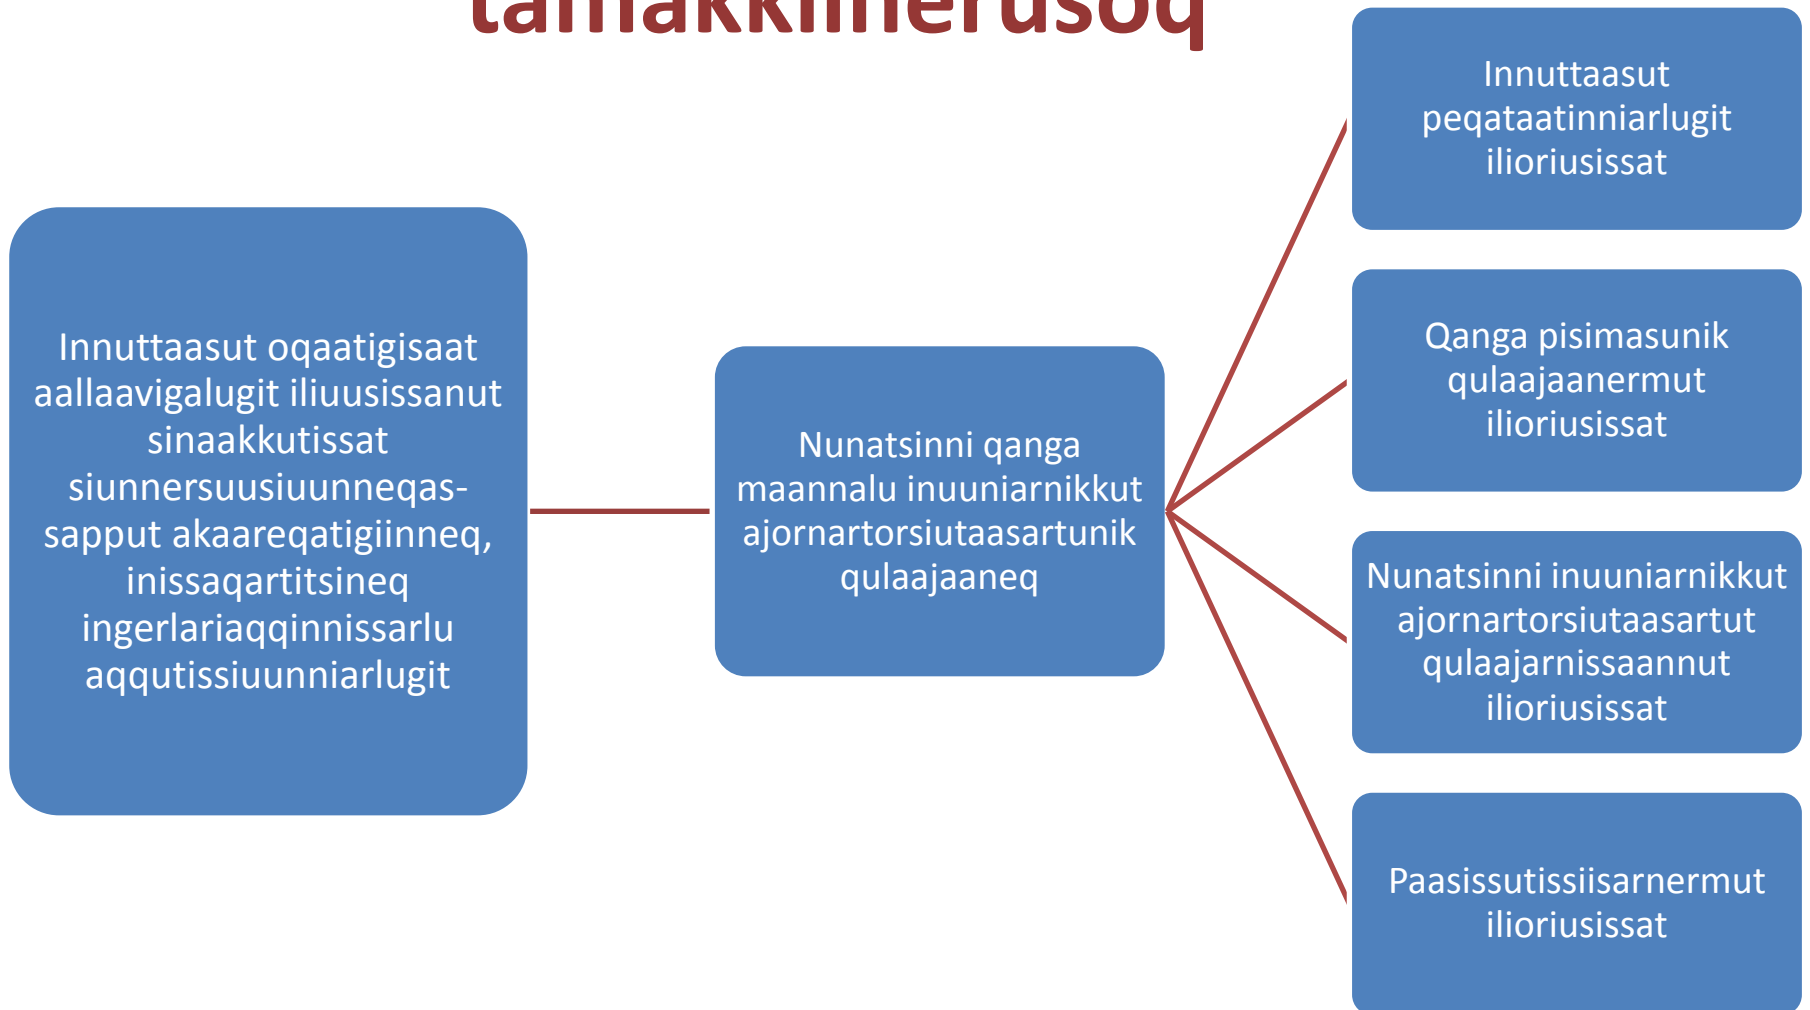 tamakkiinerusoq
Innuttaasut oqaatigisaat
aallaavigalugit iliuusissanut
sinaakkutissat
siunnersuusiuunneqas-
sapput akaareqatigiinneq,
inissaqartitsineq
ingerlariaqqinnissarlu
aqqutissiuunniarlugit
Nunatsinni qanga
maannalu inuuniarnikkut
ajornartorsiutaasartunik
qulaajaaneq
Innuttaasut
peqataatinniarlugit
ilioriusissat
Qanga pisimasunik
qulaajaanermut
ilioriusissat
Nunatsinni inuuniarnikkut
ajornartorsiutaasartut
qulaajarnissaannut
ilioriusissat
Paasissutissiisarnermut
ilioriusissat